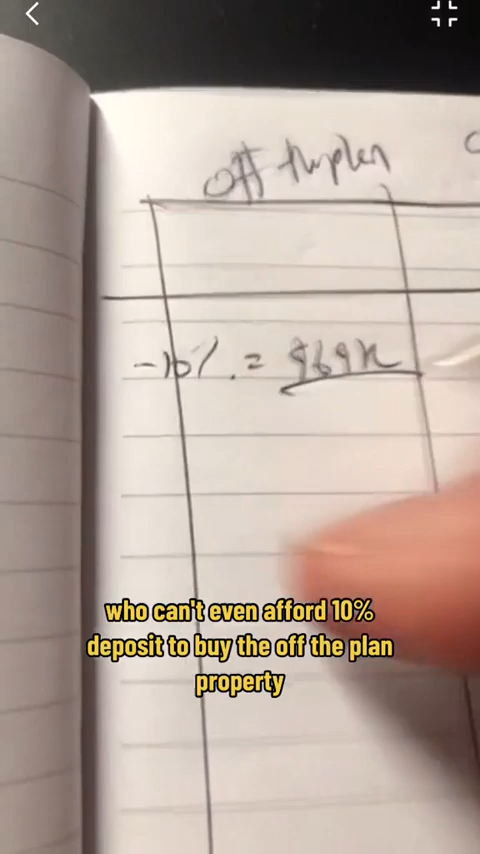 off the plan
-10% = $69k
who can't even afford 10%
deposit to buy the off the plan
property